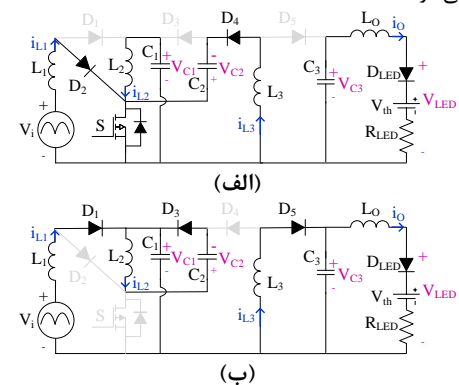 D1 D3 D4 D5 LO iO
iL1 L1 D2 L2 C1 + VC1 - - VC2 + C2 L3 C3 + VC3 - DLED +
iL2 iL3 Vth VLED
Vi + - S RLED -
(الف)
D1 D3 D4 D5 LO iO
iL1 L1 D2 L2 C1 + VC1 - - VC2 + C2 L3 C3 + VC3 - DLED +
iL2 iL3 Vth VLED
Vi + - S RLED -
(ب)